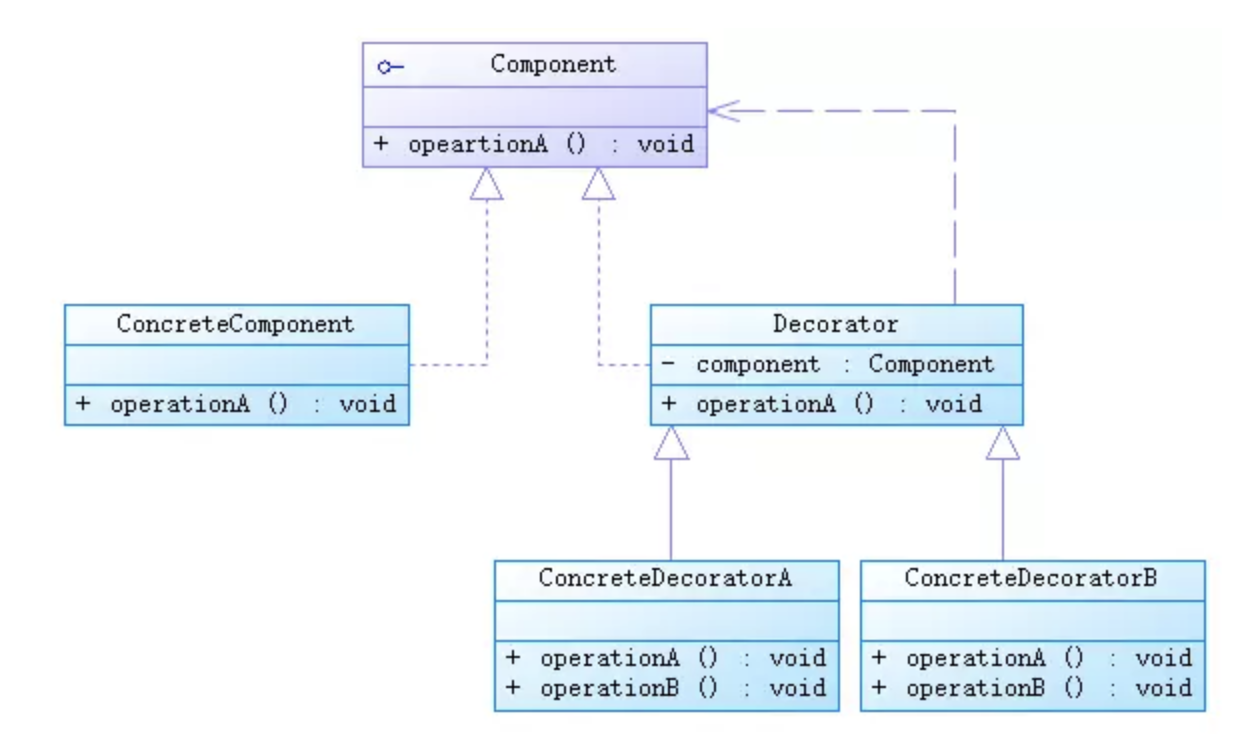 Component
+ opeartionA () : void
ConcreteComponent
+ operationA () : void
Decorator
- component : Component
+ operationA () : void
ConcreteDecoratorA
+ operationA () : void
+ operationB () : void
ConcreteDecoratorB
+ operationA () : void
+ operationB () : void